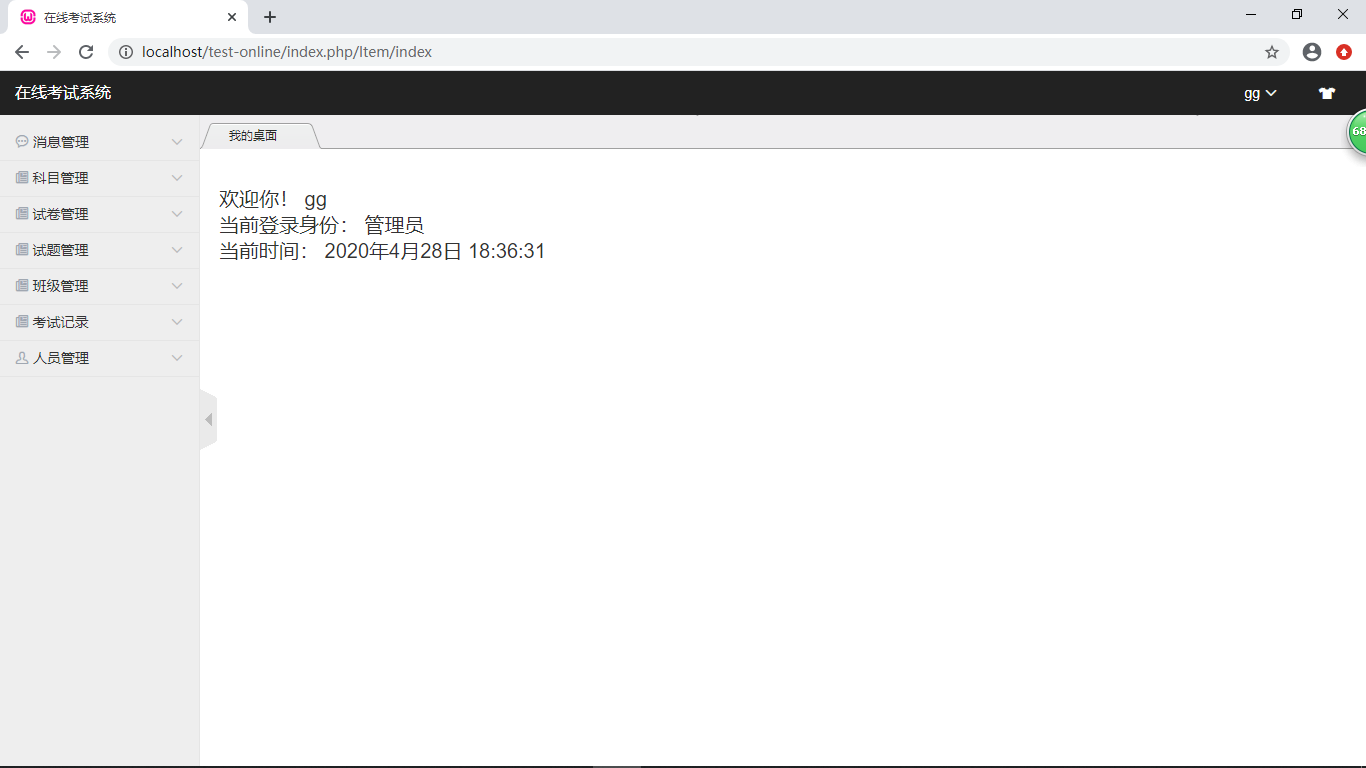 在线考试系统
localhost/test-online/index.php/Item/index
在线考试系统
gg
68
消息管理
科目管理
试卷管理
试题管理
班级管理
考试记录
人员管理
我的桌面
欢迎你！ gg
当前登录身份： 管理员
当前时间： 2020年4月28日 18:36:31